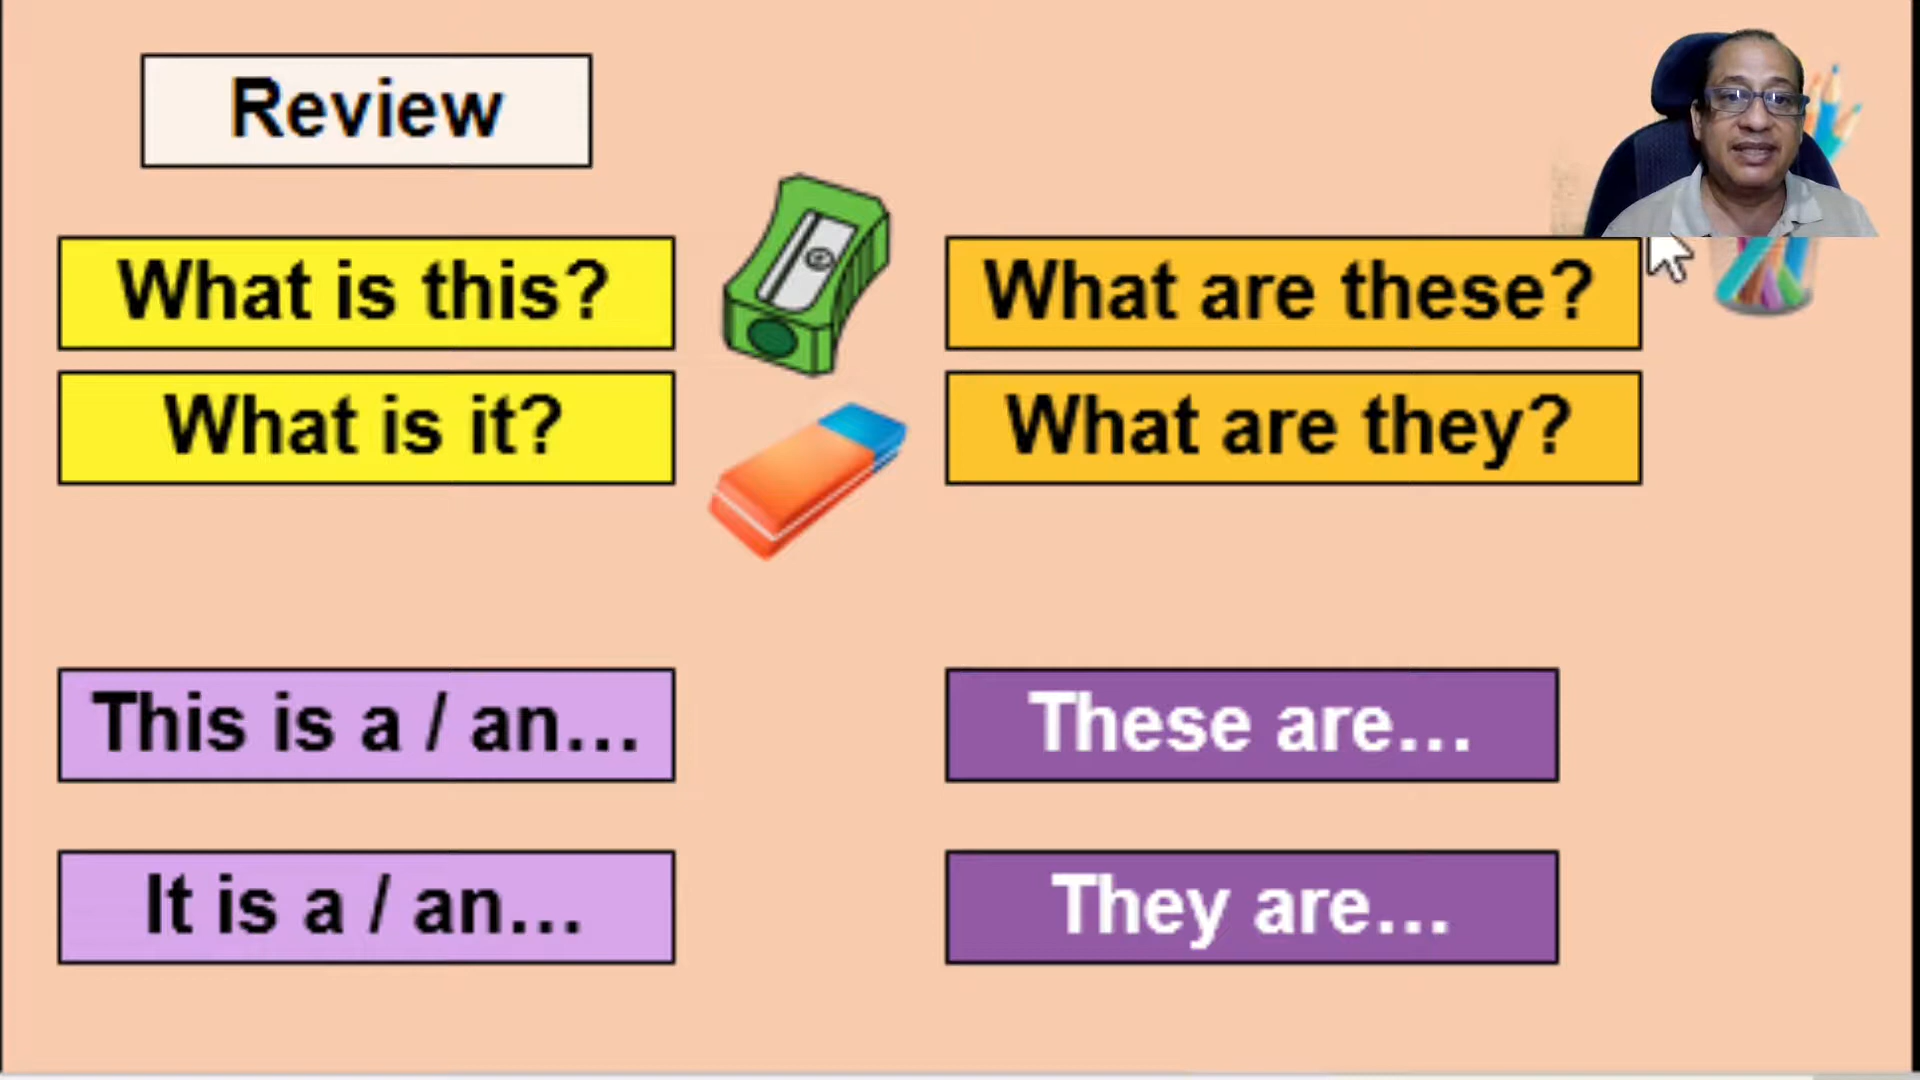 Review
What is this?
What are these?
What is it?
What are they?
This is a / an...
These are...
It is a / an...
They are...